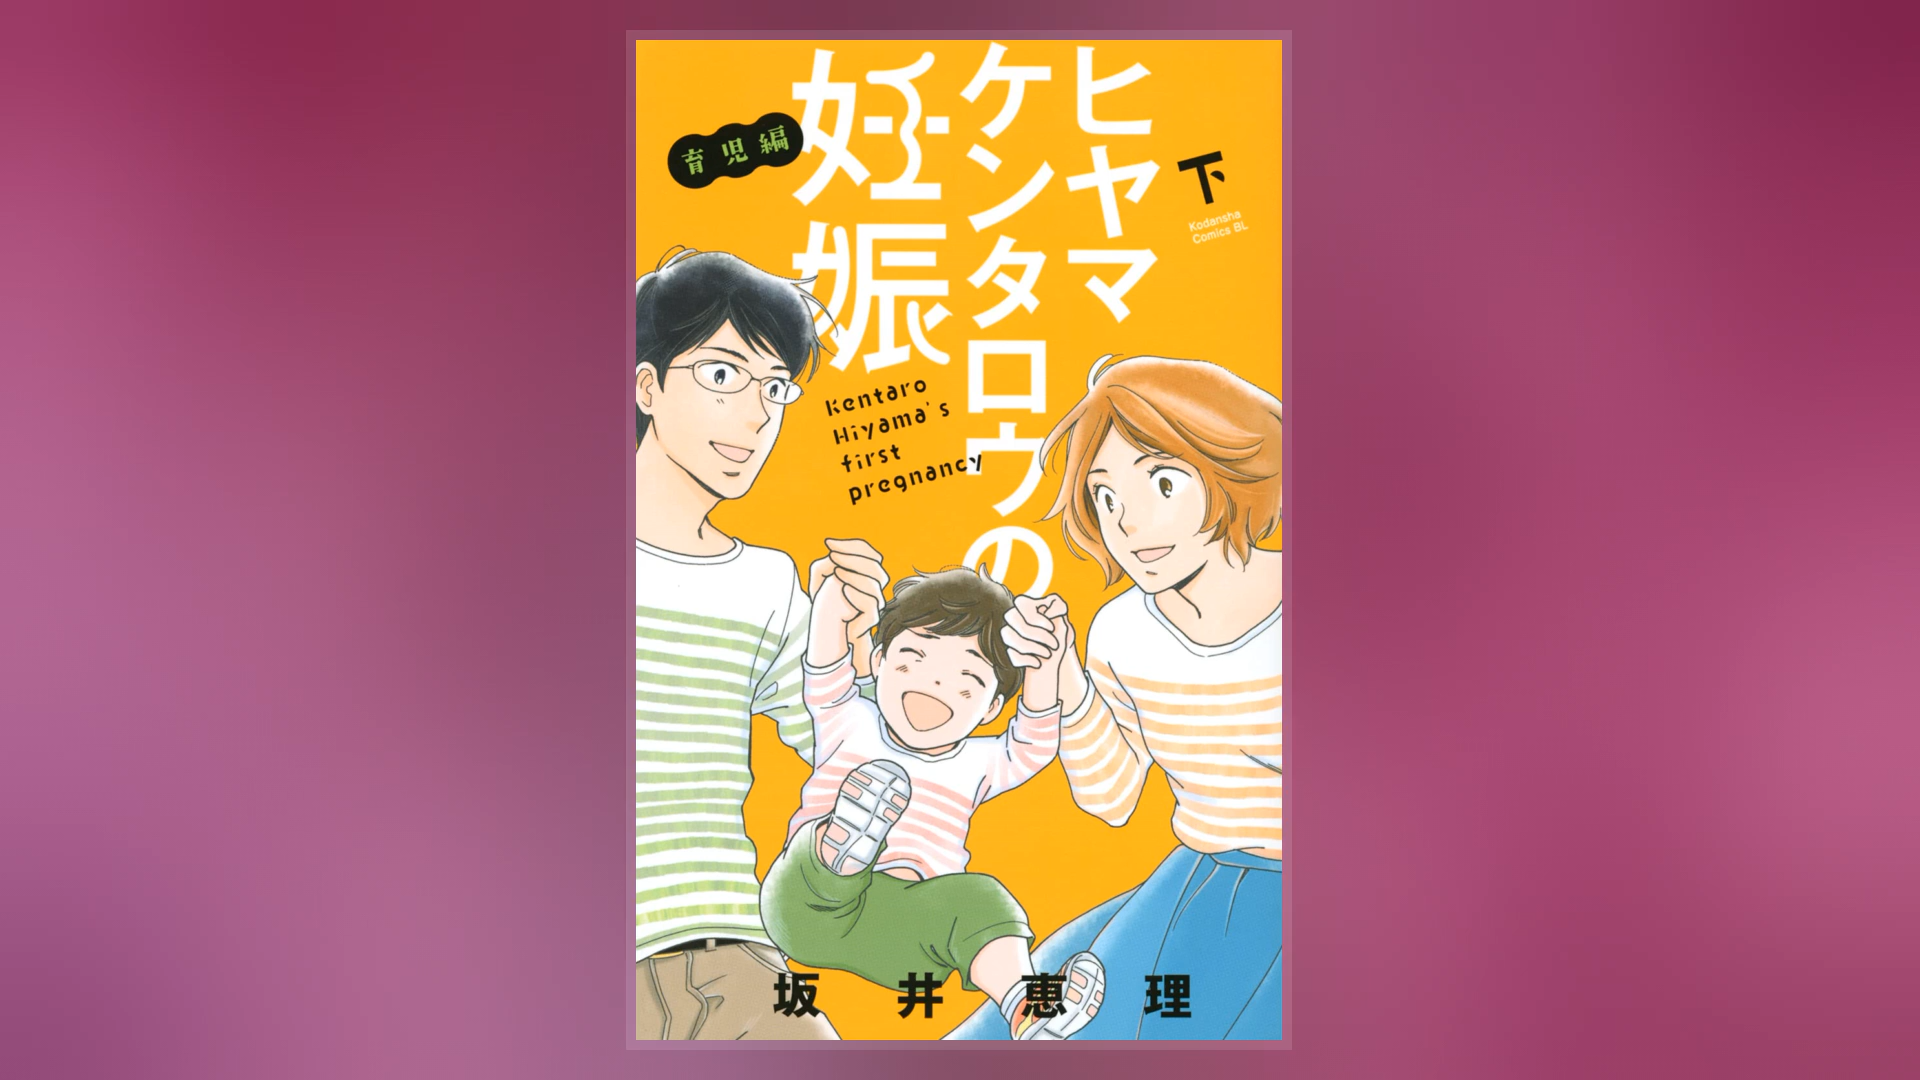 ヒヤマ
ケンタロウの
妊娠
育児編
下
Kodansha
Comics BL
Kentaro
Hiyama's
first
pregnancy
坂井恵理